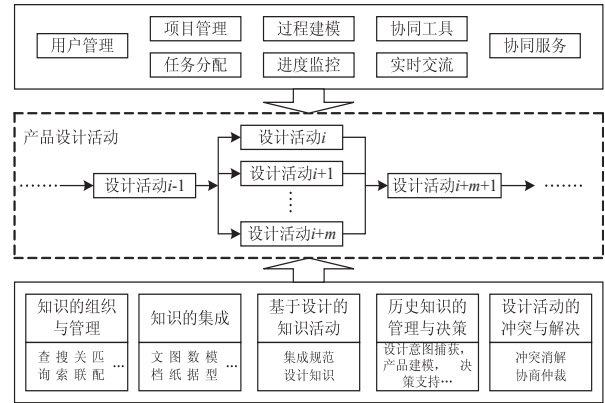 用户管理
项目管理
过程建模
协同工具
协同服务
任务分配
进度监控
实时交流
产品设计活动
设计活动i
········
设计活动i-1
设计活动i+1
设计活动i+m+1
·······
设计活动i+m
知识的组织
与管理
查 搜 关 匹
询 索 联 配 …
知识的集成
文 图 数 模
档 纸 据 型 …
基于设计的
知识活动
集成规范
设计知识
历史知识的
管理与决策
设计意图捕获，
产品建模， 决
策支持…
设计活动的
冲突与解决
冲突消解
协商仲裁